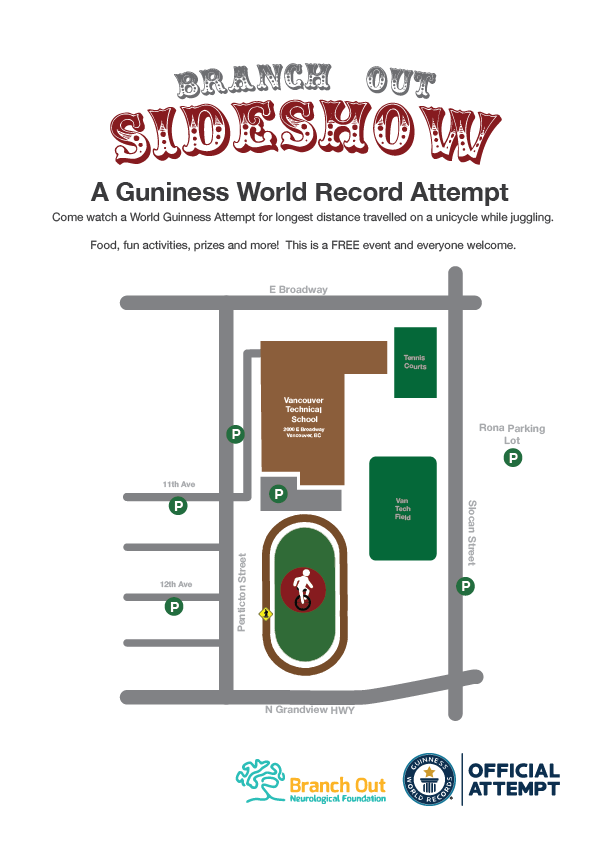 BRANCH OUT
SIDESHOW
A Guniness World Record Attempt
Come watch a World Guinness Attempt for longest distance travelled on a unicycle while juggling.
Food, fun activities, prizes and more!  This is a FREE event and everyone welcome.
E Broadway
Tennis
Courts
Vancouver
Technical
School
2600 E Broadway
Vancouver, BC
Rona Parking
Lot
P
P
11th Ave
P
P
Van
Tech
Field
Slocan Street
Penticton Street
12th Ave
P
P
N Grandview HWY
Branch Out
Neurological Foundation
GUINNESS
WORLD RECORDS
OFFICIAL
ATTEMPT